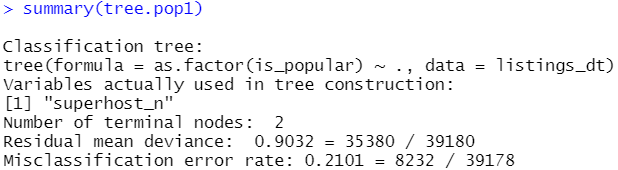 > summary(tree.pop1)
Classification tree:
tree(formula = as.factor(is_popular) ~ ., data = listings_dt)
Variables actually used in tree construction:
[1] "superhost_n"
Number of terminal nodes:  2
Residual mean deviance:  0.9032 = 35380 / 39180
Misclassification error rate: 0.2101 = 8232 / 39178